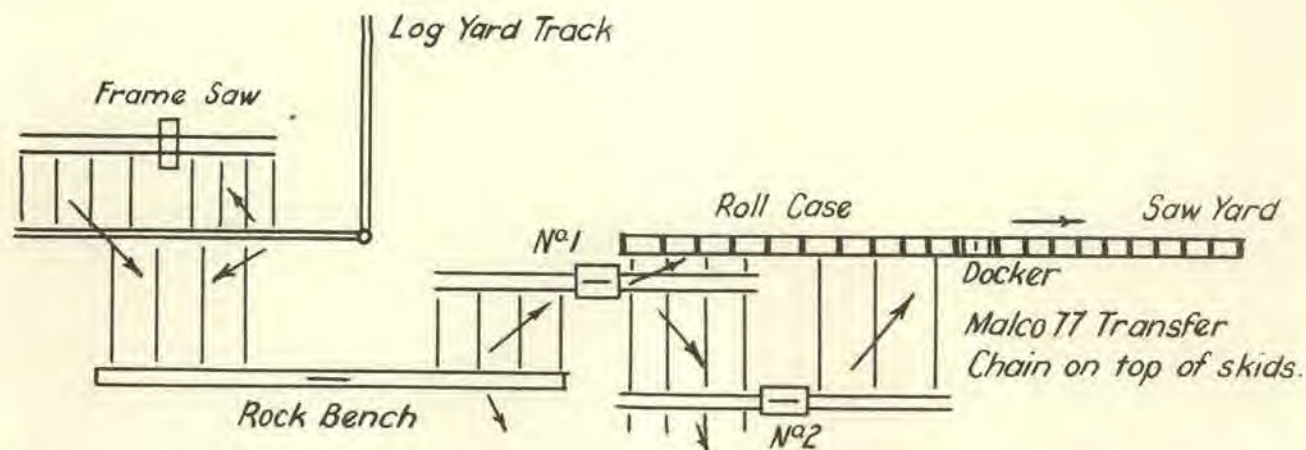 Log Yard Track
Frame Saw
Roll Case
Saw Yard
Nº1
Docker
Malco 77 Transfer
Chain on top of skids.
Rock Bench
Nº2